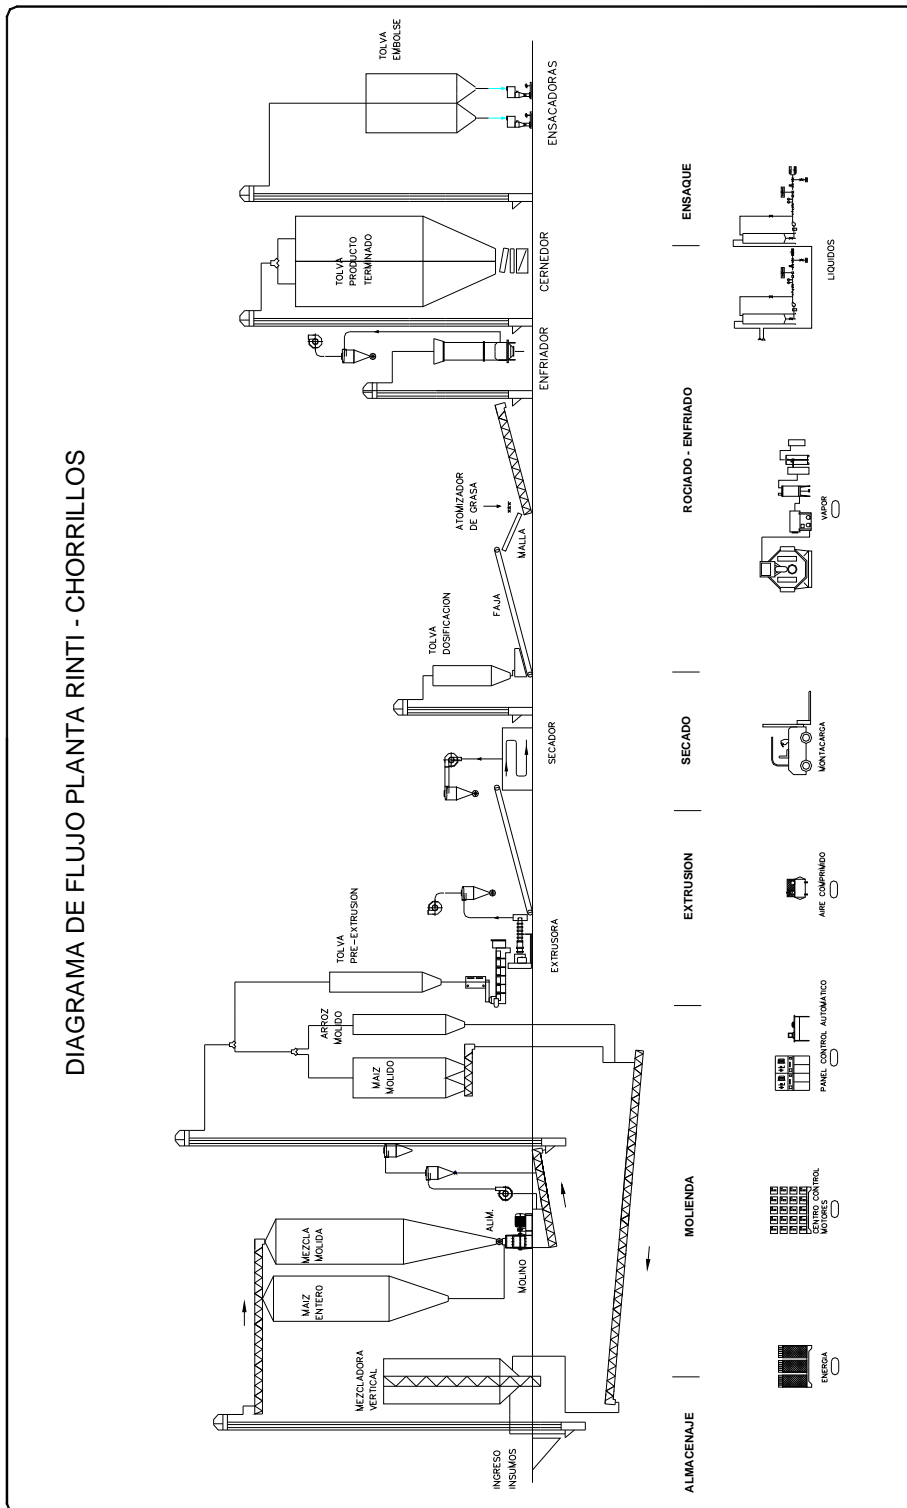 DIAGRAMA DE FLUJO PLANTA RINTI - CHORRILLOS
INGRESO
INSUMOS
MEZCLADORA
VERTICAL
MAIZ
ENTERO
MEZCLA
MOLIDA
MOLINO
ALIM.
MAIZ
MOLIDO
ARROZ
MOLIDO
TOLVA
PRE-EXTRUSION
EXTRUSORA
SECADOR
TOLVA
DOSIFICACION
FAJA
MALLA
ATOMIZADOR
DE GRASA
ENFRIADOR
TOLVA
PRODUCTO
TERMINADO
CERNEDOR
TOLVA
EMBOLSE
ENSACADORAS
ALMACENAJE
MOLIENDA
EXTRUSION
SECADO
ROCIADO - ENFRIADO
ENSAQUE
ENERGIA
CENTRO CONTROL
MOTORES
PANEL CONTROL AUTOMÁTICO
AIRE COMPRIMIDO
MONTACARGA
VAPOR
LIQUIDOS